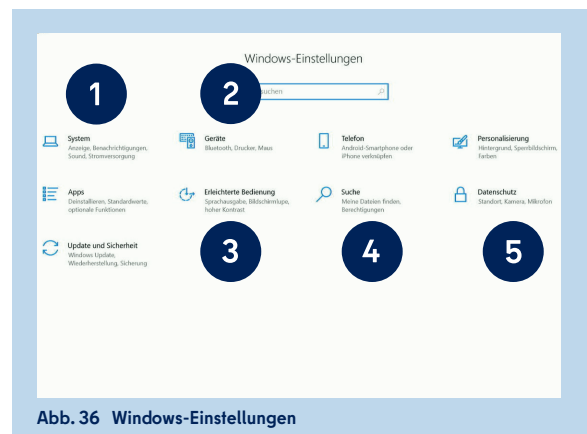 Windows-Einstellungen
1
2
suchen
System
Anzeige, Benachrichtigungen,
Sound, Stromversorgung
Geräte
Bluetooth, Drucker, Maus
Telefon
Android-Smartphone oder
iPhone verknüpfen
Personalisierung
Hintergrund, Sperrbildschirm,
Farben
Apps
Deinstallieren, Standardwerte,
optionale Funktionen
Erleichterte Bedienung
Sprachausgabe, Bildschirmlupe,
hoher Kontrast
Suche
Meine Dateien finden,
Berechtigungen
Datenschutz
Standort, Kamera, Mikrofon
Update und Sicherheit
Windows Update,
Wiederherstellung, Sicherung
3
4
5
Abb. 36 Windows-Einstellungen